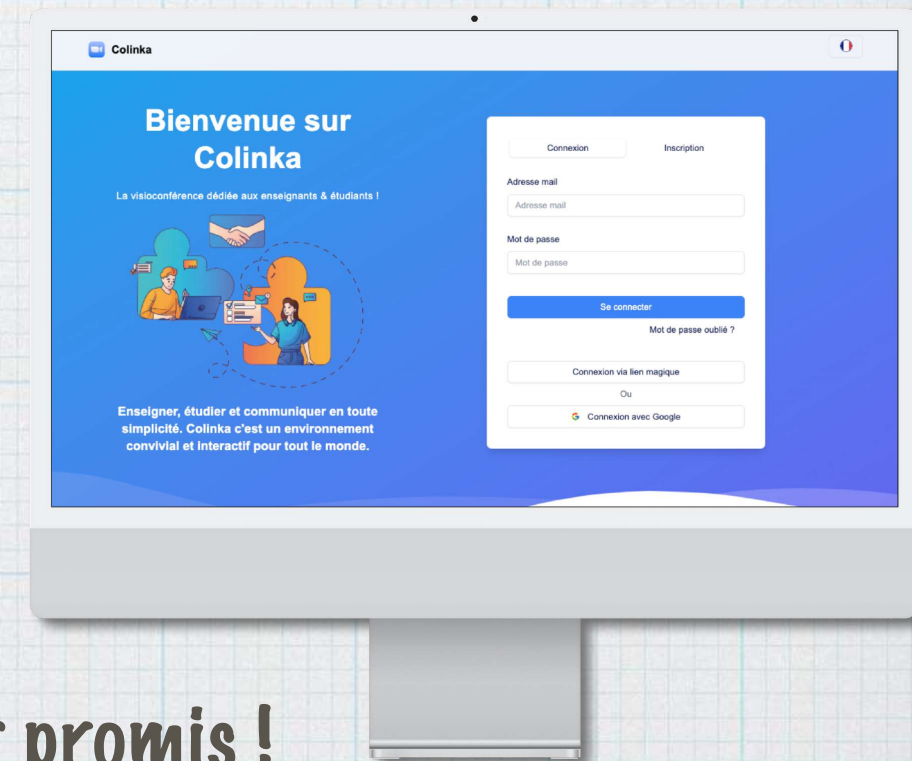 Colinka
Bienvenue sur
Colinka
La visioconférence dédiée aux enseignants & étudiants !
Enseigner, étudier et communiquer en toute
simplicité. Colinka c'est un environnement
convivial et interactif pour tout le monde.
Connexion
Inscription
Adresse mail
Adresse mail
Mot de passe
Mot de passe
Se connecter
Mot de passe oublié ?
Connexion via lien magique
Ou
Connexion avec Google
promis !